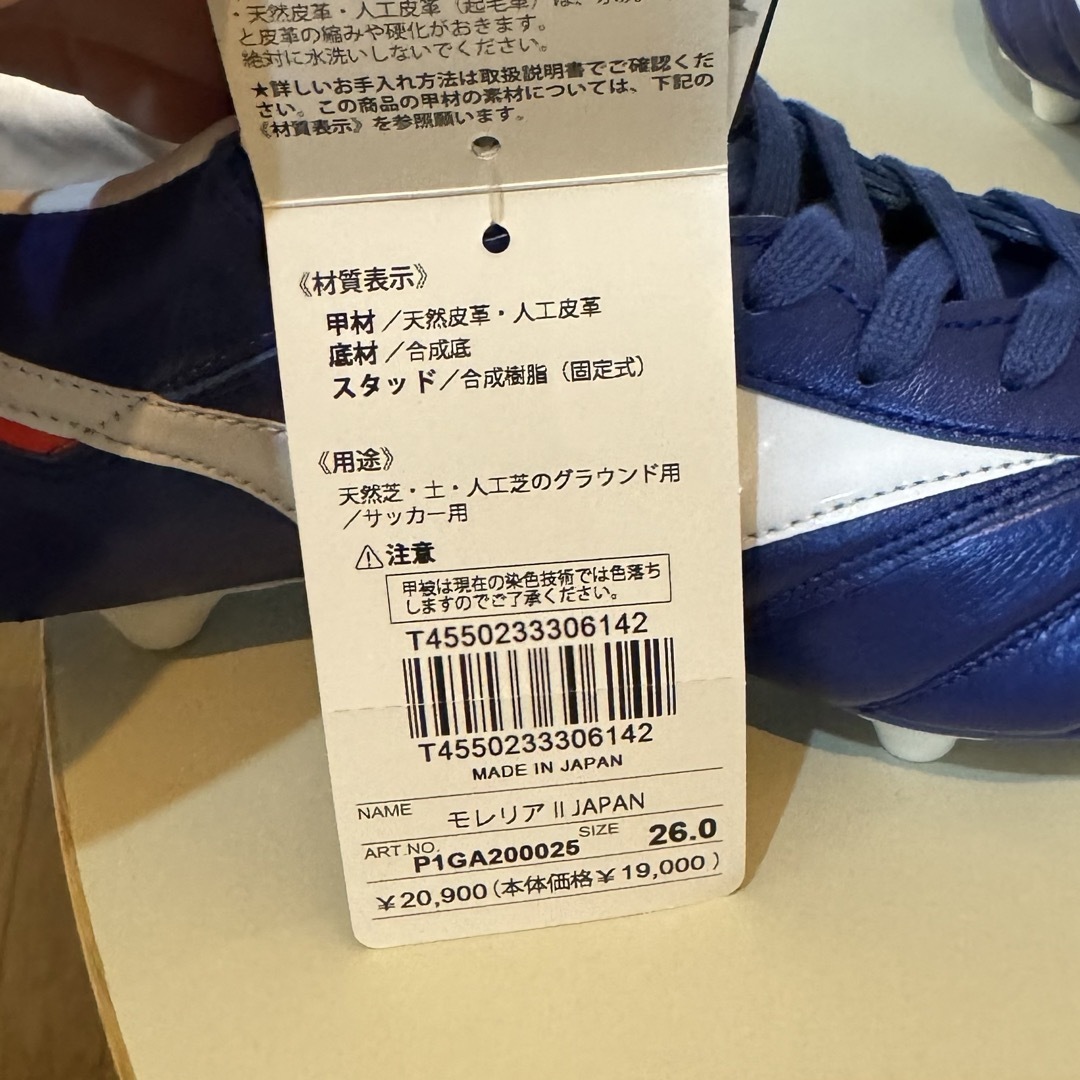 ・天然皮革・人工皮革（起毛革）は、水洗
と皮革の縮みや硬化がおきます。
絶対に水洗いしないでください。
★詳しいお手入れ方法は取扱説明書でご確認くだ
さい。この商品の甲材の素材については、下記の
《材質表示》を参照願います。
《材質表示》
甲材／天然皮革・人工皮革
底材／合成底
スタッド／合成樹脂（固定式）
《用途》
天然芝・土・人工芝のグラウンド用
／サッカー用
⚠注意
甲被は現在の染色技術では色落ち
しますのでご了承ください。
T4550233306142
T4550233306142
MADE IN JAPAN
NAME モレリアⅡ JAPAN
ART.NO. P1GA200025 SIZE 26.0
¥20,900（本体価格¥19,000）